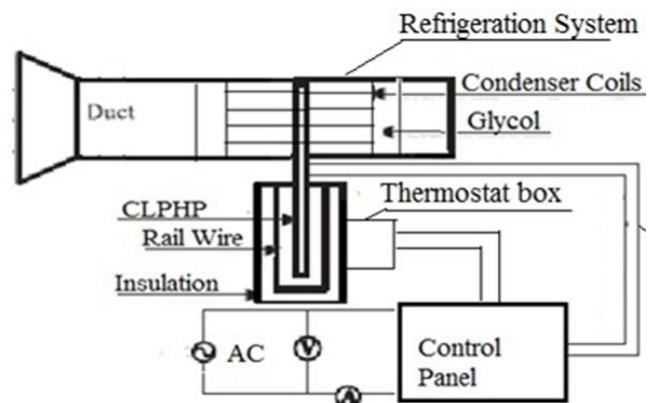 Refrigeration System
Condenser Coils
Duct
Glycol
CLPHP
Thermostat box
Rail Wire
Insulation
AC
V
Control
Panel
A